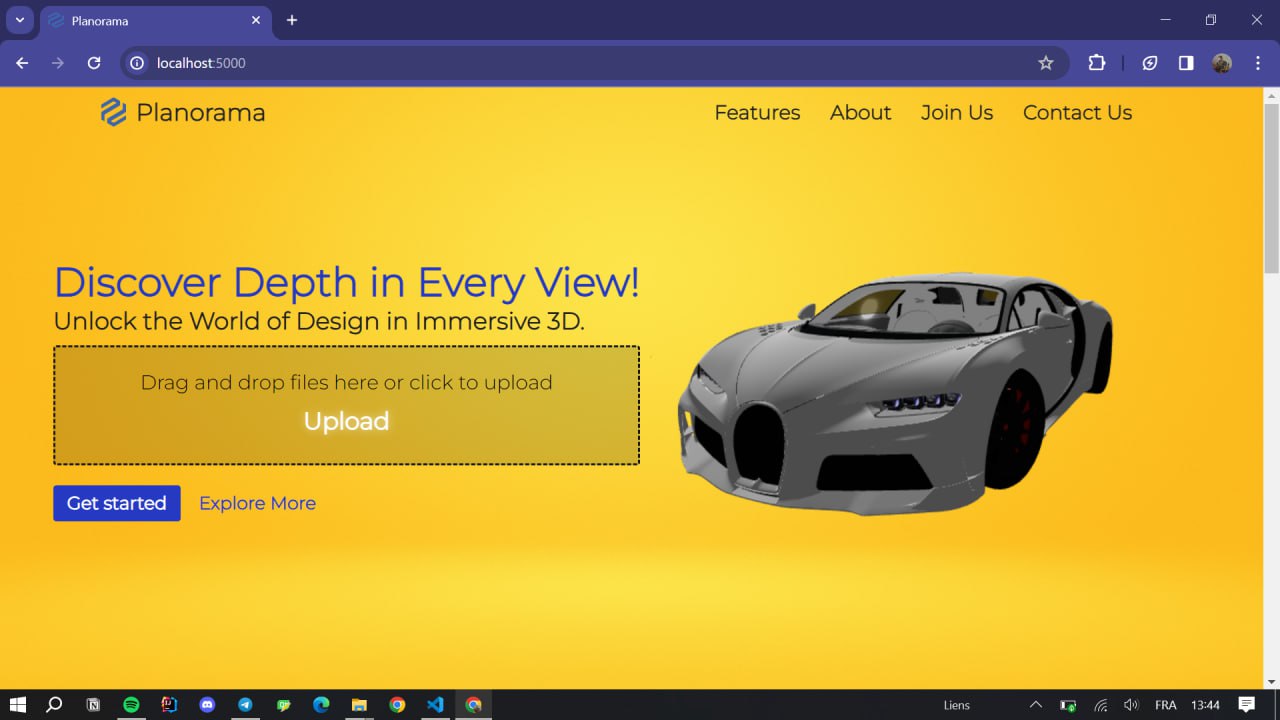 Planorama
localhost:5000
Planorama
Features About Join Us Contact Us
Discover Depth in Every View!
Unlock the World of Design in Immersive 3D.
Drag and drop files here or click to upload
Upload
Get started Explore More
Liens FRA 13:44